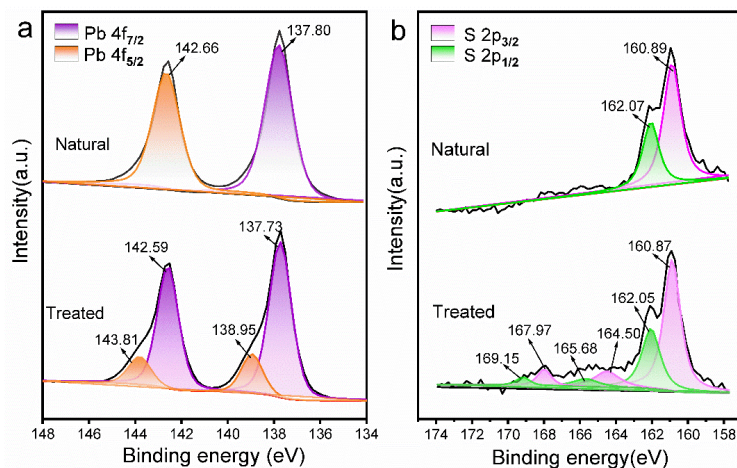 a
Pb 4f7/2
Pb 4f5/2
142.66
137.80
Natural
142.59
137.73
Treated
143.81
138.95
Intensity(a.u.)
148 146 144 142 140 138 136 134
Binding energy (eV)
b
S 2p3/2
S 2p1/2
160.89
162.07
Natural
160.87
Treated
162.05
167.97
164.50
165.68
169.15
Intensity(a.u.)
174 172 170 168 166 164 162 160 158
Binding energy (eV)